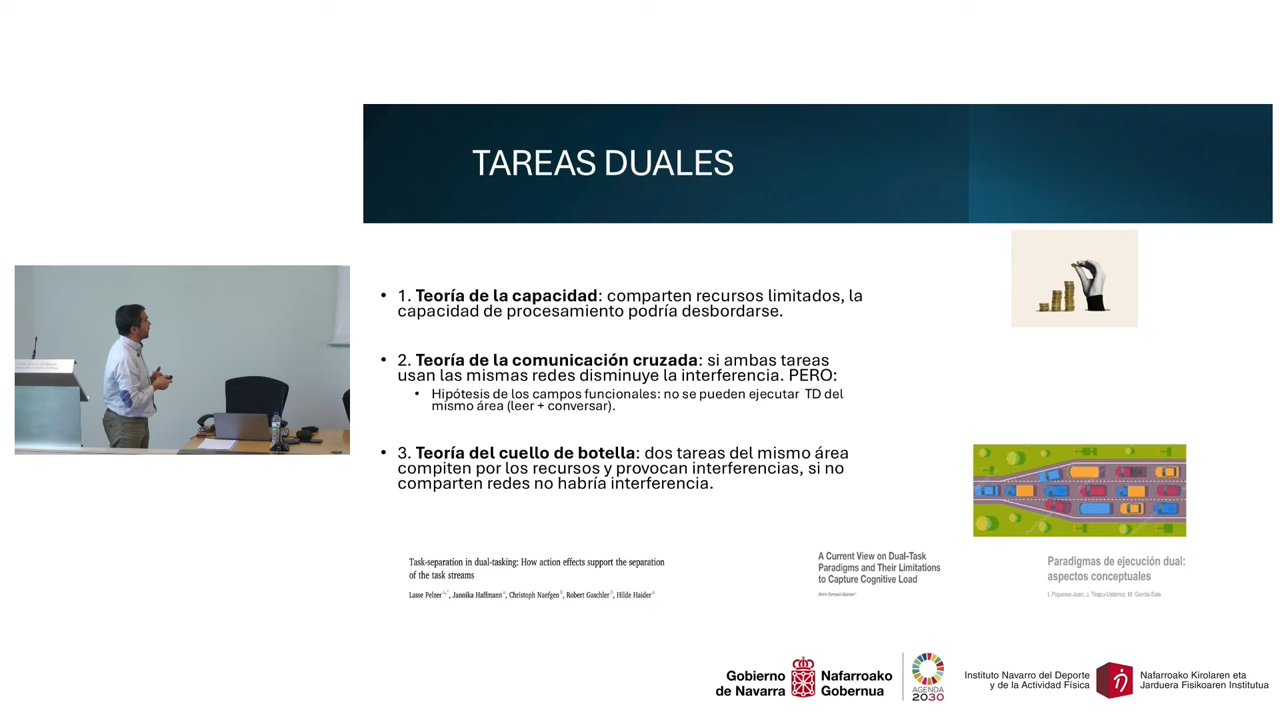 TAREAS DUALES
• 1. Teoría de la capacidad: comparten recursos limitados, la
capacidad de procesamiento podría desbordarse.
• 2. Teoría de la comunicación cruzada: si ambas tareas
usan las mismas redes disminuye la interferencia. PERO:
• Hipótesis de los campos funcionales: no se pueden ejecutar TD del
mismo área (leer + conversar).
• 3. Teoría del cuello de botella: dos tareas del mismo área
compiten por los recursos y provocan interferencias, si no
comparten redes no habría interferencia.
Task-separation in dual-tasking: How action effects support the separation
of the task streams
Lasse Pelzer, Jannika Haffmann, Christoph Naefgen, Robert Gaschler, Hilde Haider
A Current View on Dual-Task
Paradigms and Their Limitations
to Capture Cognitive Load
Paradigmas de ejecución dual:
aspectos conceptuales
Gobierno
de Navarra
Nafarroako
Gobernua
AGENDA
2030
Instituto Navarro del Deporte
y de la Actividad Física
Nafarroako Kirolaren eta
Jarduera Fisikoaren Institutua